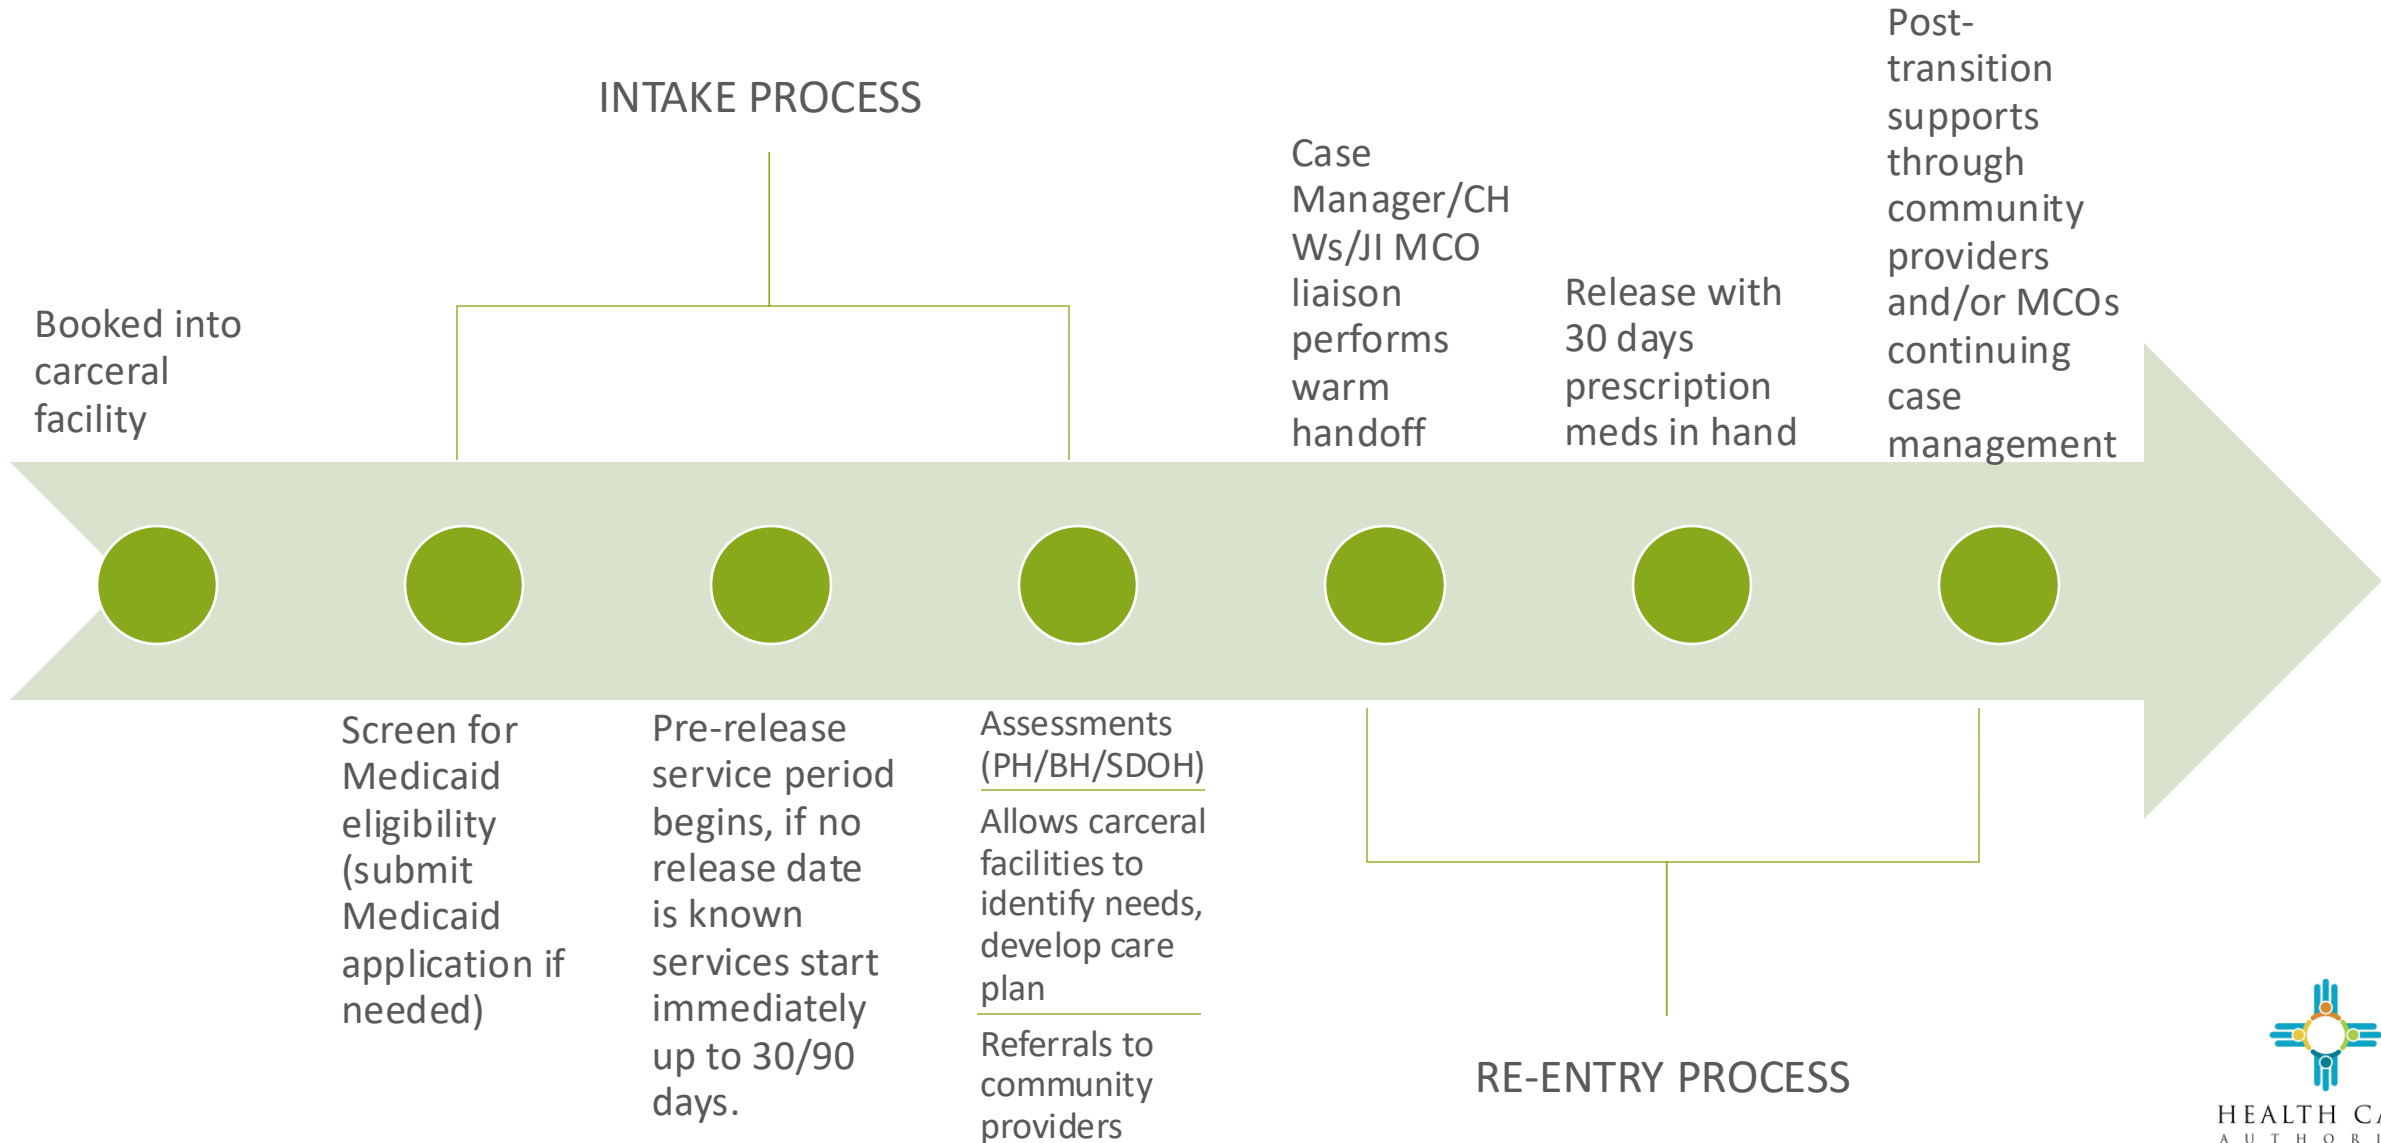 INTAKE PROCESS
Booked into
carceral
facility
Screen for
Medicaid
eligibility
(submit
Medicaid
application if
needed)
Pre-release
service period
begins, if no
release date
is known
services start
immediately
up to 30/90
days.
Assessments
(PH/BH/SDOH)
Allows carceral
facilities to
identify needs,
develop care
plan
Referrals to
community
providers
Case
Manager/CH
Ws/JI MCO
liaison
performs
warm
handoff
Release with
30 days
prescription
meds in hand
Post-
transition
supports
through
community
providers
and/or MCOs
continuing
case
management
RE-ENTRY PROCESS
HEALTH CA
AUTHORI